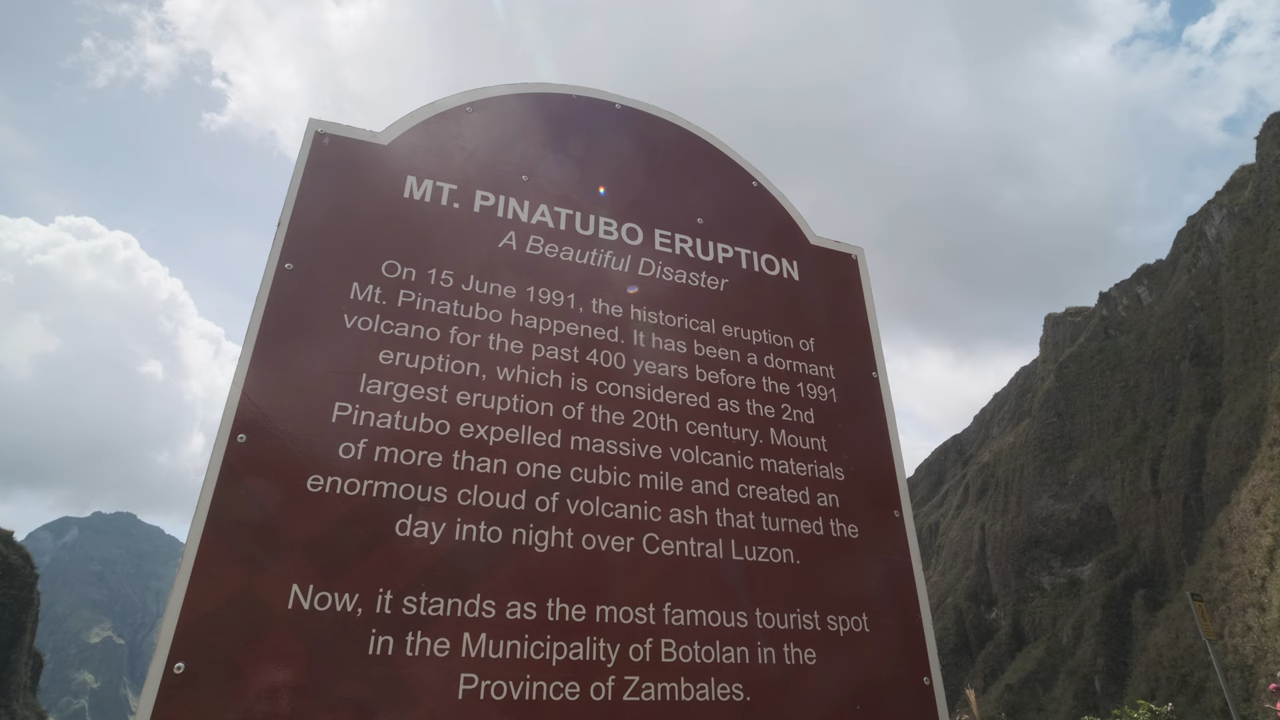 MT. PINATUBO ERUPTION
A Beautiful Disaster
On 15 June 1991, the historical eruption of
Mt. Pinatubo happened. It has been a dormant
volcano for the past 400 years before the 1991
eruption, which is considered as the 2nd
largest eruption of the 20th century. Mount
Pinatubo expelled massive volcanic materials
of more than one cubic mile and created an
enormous cloud of volcanic ash that turned the
day into night over Central Luzon.
Now, it stands as the most famous tourist spot
in the Municipality of Botolan in the
Province of Zambales.